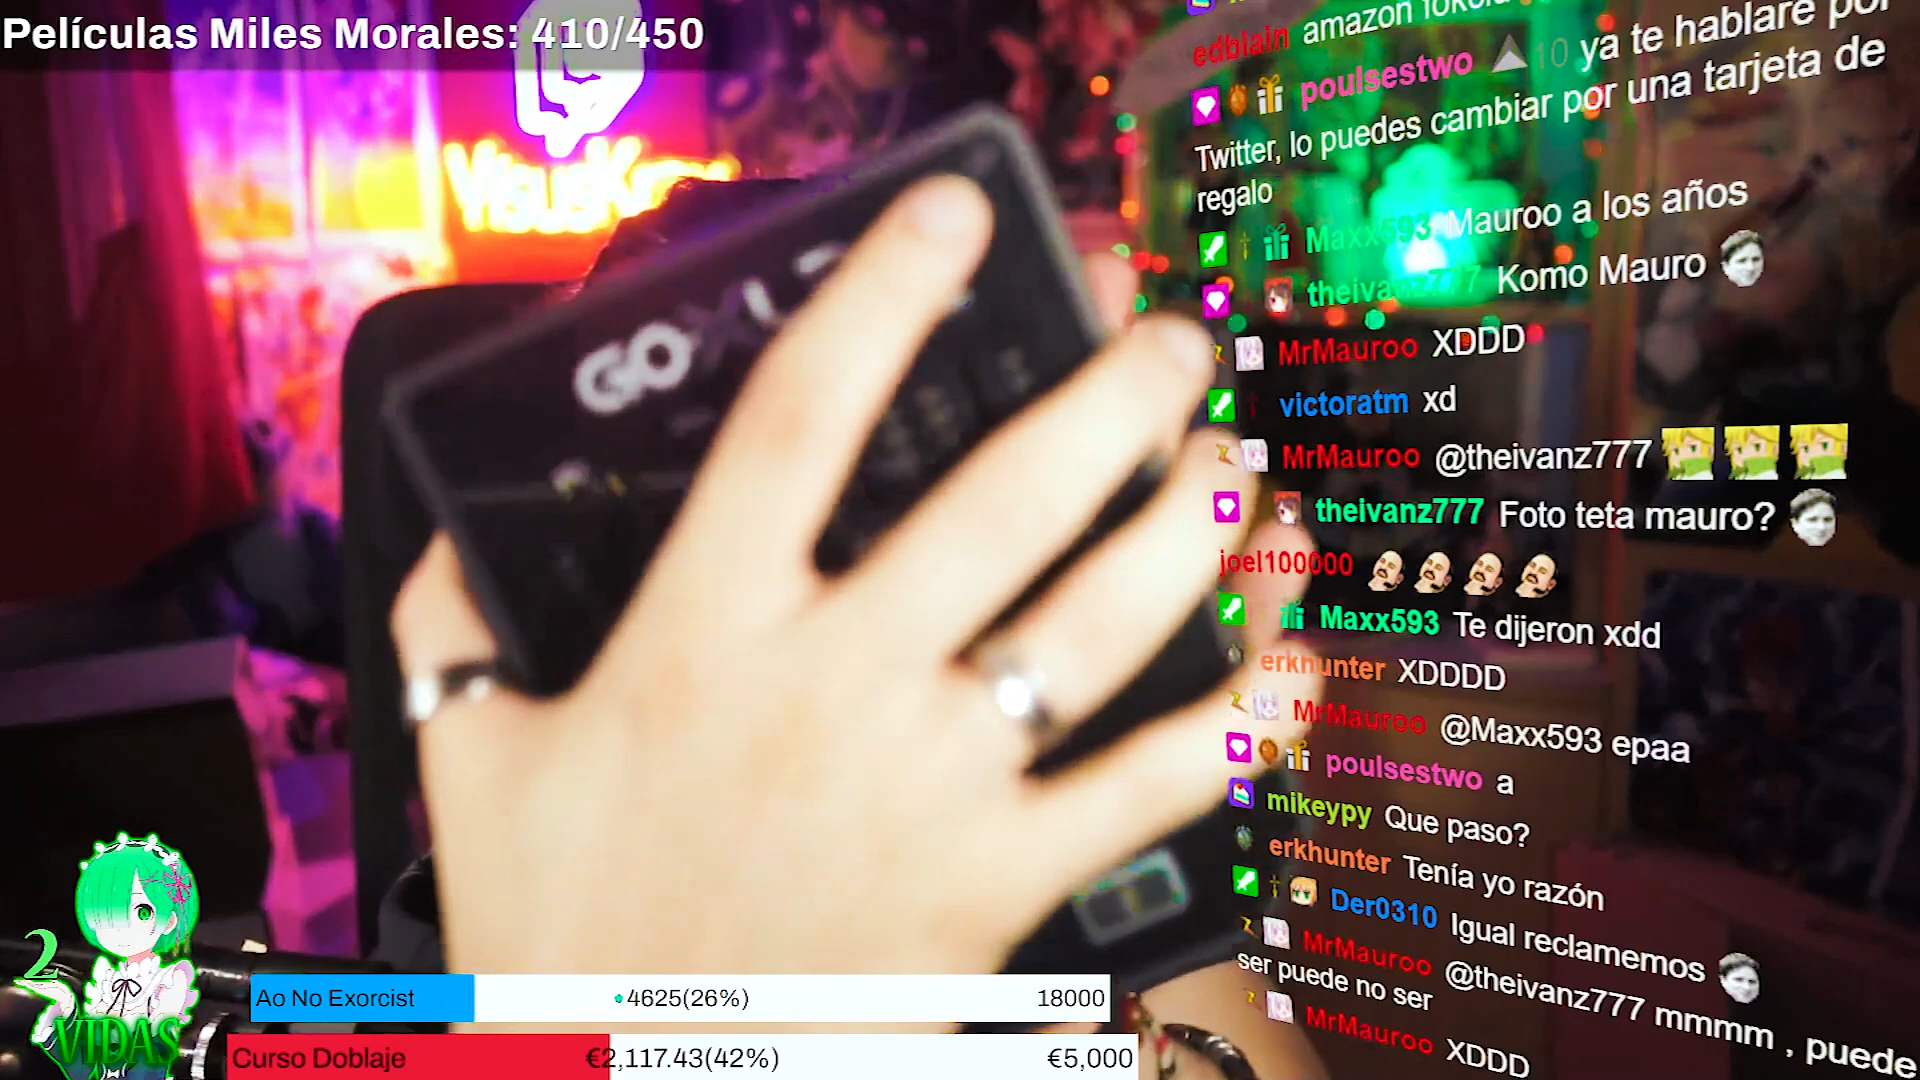 Películas Miles Morales: 410/450
edblain amazon
poulsestwo 10 ya te hablare por
Twitter, lo puedes cambiar por una tarjeta de
regalo
Maxx593 Mauroo a los años
theivanz777 Komo Mauro
MrMauroo XDDD
victoratm xd
MrMauroo @theivanz777
theivanz777 Foto teta mauro?
joel100000
Maxx593 Te dijeron xdd
erkhunter XDDDD
MrMauroo @Maxx593 epaa
poulsestwo a
mikeypy Que paso?
erkhunter Tenía yo razón
Der0310 Igual reclamemos
MrMauroo @theivanz777 mmmm , puede
ser puede no ser
MrMauroo XDDD
GOXLR
2
VIDAS
Ao No Exorcist 4625(26%) 18000
Curso Doblaje €2,117.43(42%) €5,000